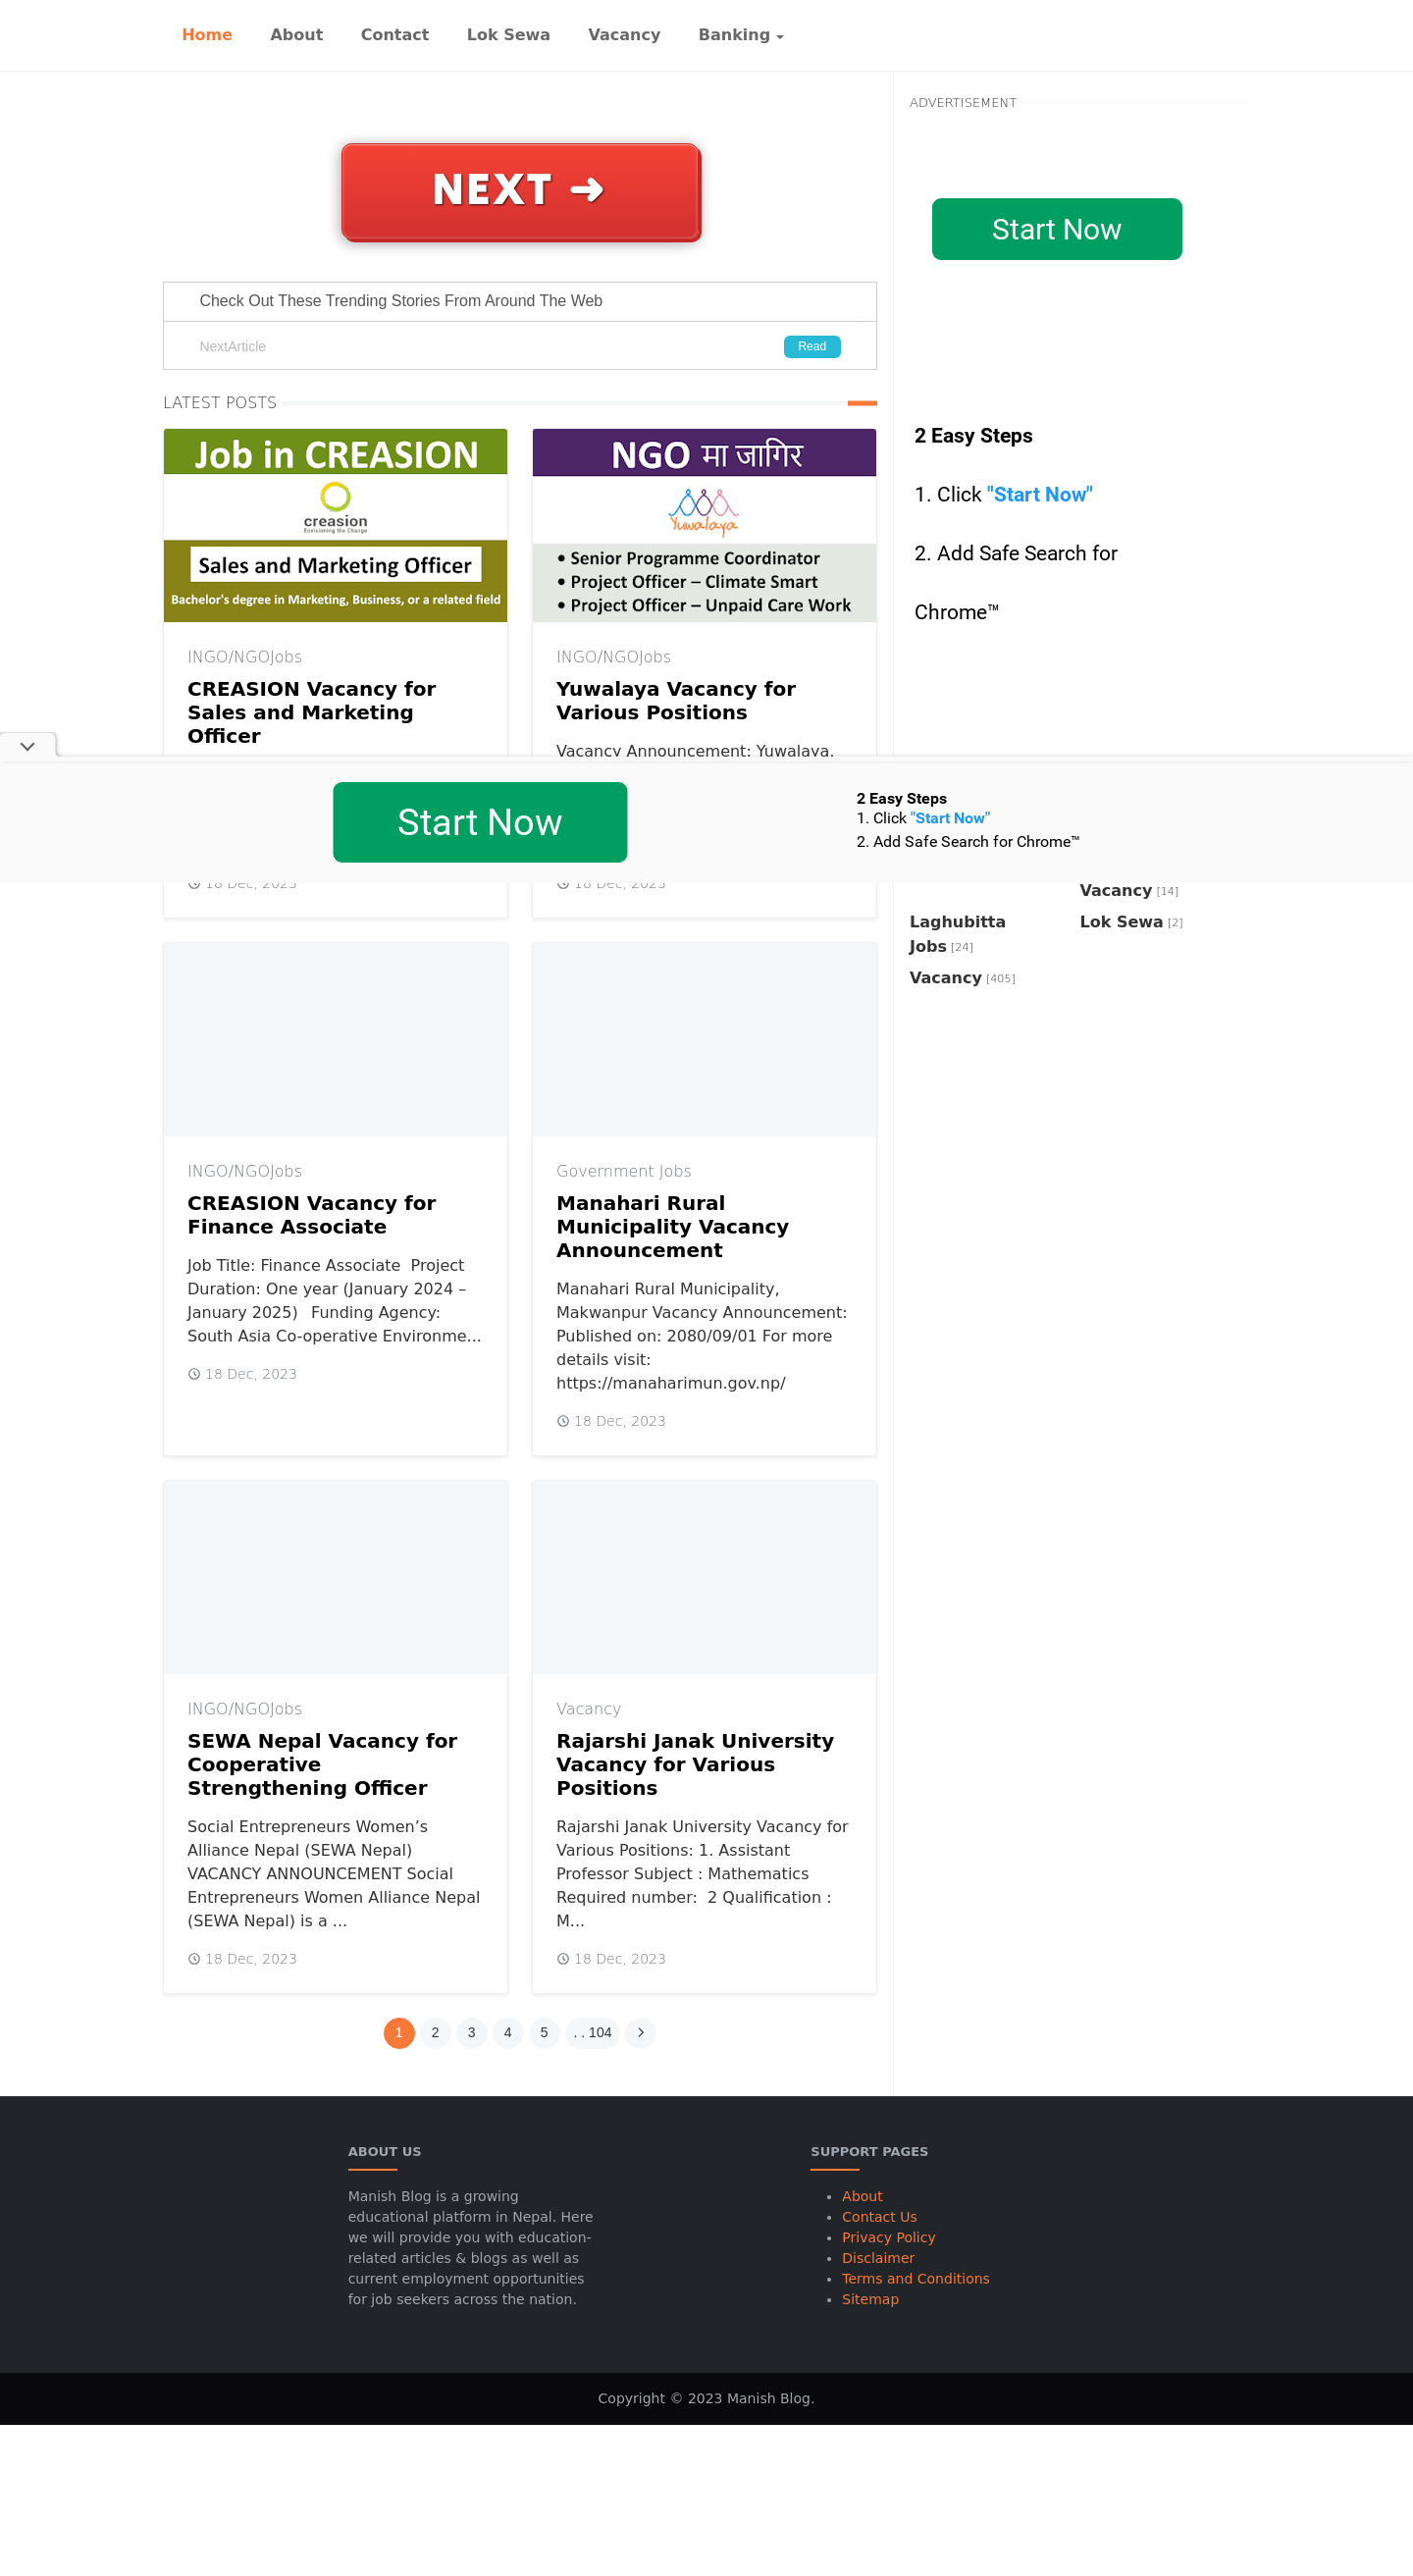 Home About Contact Lok Sewa Vacancy Banking
NEXT ➜
Check Out These Trending Stories From Around The Web
NextArticle
Read
LATEST POSTS
Job in CREASION
creasion
Envisioning the Change
Sales and Marketing Officer
Bachelor's degree in Marketing, Business, or a related field
INGO/NGOJobs
CREASION Vacancy for
Sales and Marketing
Officer
NGO मा जागिर
Yuwalaya
• Senior Programme Coordinator
• Project Officer – Climate Smart
• Project Officer – Unpaid Care Work
INGO/NGOJobs
Yuwalaya Vacancy for
Various Positions
Vacancy Announcement: Yuwalaya,
ADVERTISEMENT
Start Now
2 Easy Steps
1. Click "Start Now"
2. Add Safe Search for
Chrome™
Start Now
2 Easy Steps
1. Click "Start Now"
2. Add Safe Search for Chrome™
18 Dec, 2023
18 Dec, 2023
Vacancy [14]
Laghubitta
Jobs [24]
Lok Sewa [2]
Vacancy [405]
INGO/NGOJobs
CREASION Vacancy for
Finance Associate
Job Title: Finance Associate  Project
Duration: One year (January 2024 –
January 2025)   Funding Agency:
South Asia Co-operative Environme…
18 Dec, 2023
Government Jobs
Manahari Rural
Municipality Vacancy
Announcement
Manahari Rural Municipality,
Makwanpur Vacancy Announcement:
Published on: 2080/09/01 For more
details visit:
https://manaharimun.gov.np/
18 Dec, 2023
INGO/NGOJobs
SEWA Nepal Vacancy for
Cooperative
Strengthening Officer
Social Entrepreneurs Women’s
Alliance Nepal (SEWA Nepal)
VACANCY ANNOUNCEMENT Social
Entrepreneurs Women Alliance Nepal
(SEWA Nepal) is a …
18 Dec, 2023
Vacancy
Rajarshi Janak University
Vacancy for Various
Positions
Rajarshi Janak University Vacancy for
Various Positions: 1. Assistant
Professor Subject : Mathematics
Required number:  2 Qualification :
M…
18 Dec, 2023
1 2 3 4 5 . . 104
ABOUT US
Manish Blog is a growing
educational platform in Nepal. Here
we will provide you with education-
related articles & blogs as well as
current employment opportunities
for job seekers across the nation.
SUPPORT PAGES
• About
• Contact Us
• Privacy Policy
• Disclaimer
• Terms and Conditions
• Sitemap
Copyright © 2023 Manish Blog.